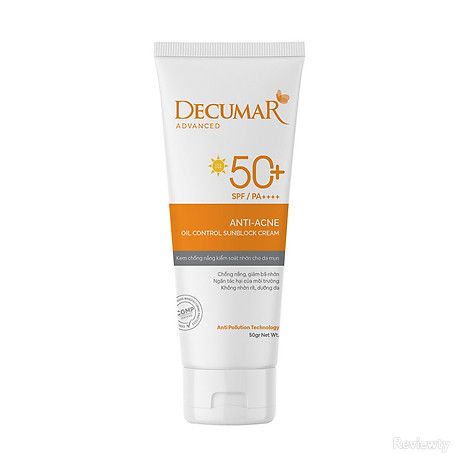 DECUMAR
ADVANCED
50+
SPF / PA++++
ANTI-ACNE
OIL CONTROL SUNBLOCK CREAM
Kem chống nắng kiểm soát nhờn cho da mụn
Chống nắng, giảm bã nhờn
Ngăn tác hại của môi trường
Không nhờn rít, dưỡng da
CGMP
Anti Pollution Technology
50gr Net Wt.
Reviewty